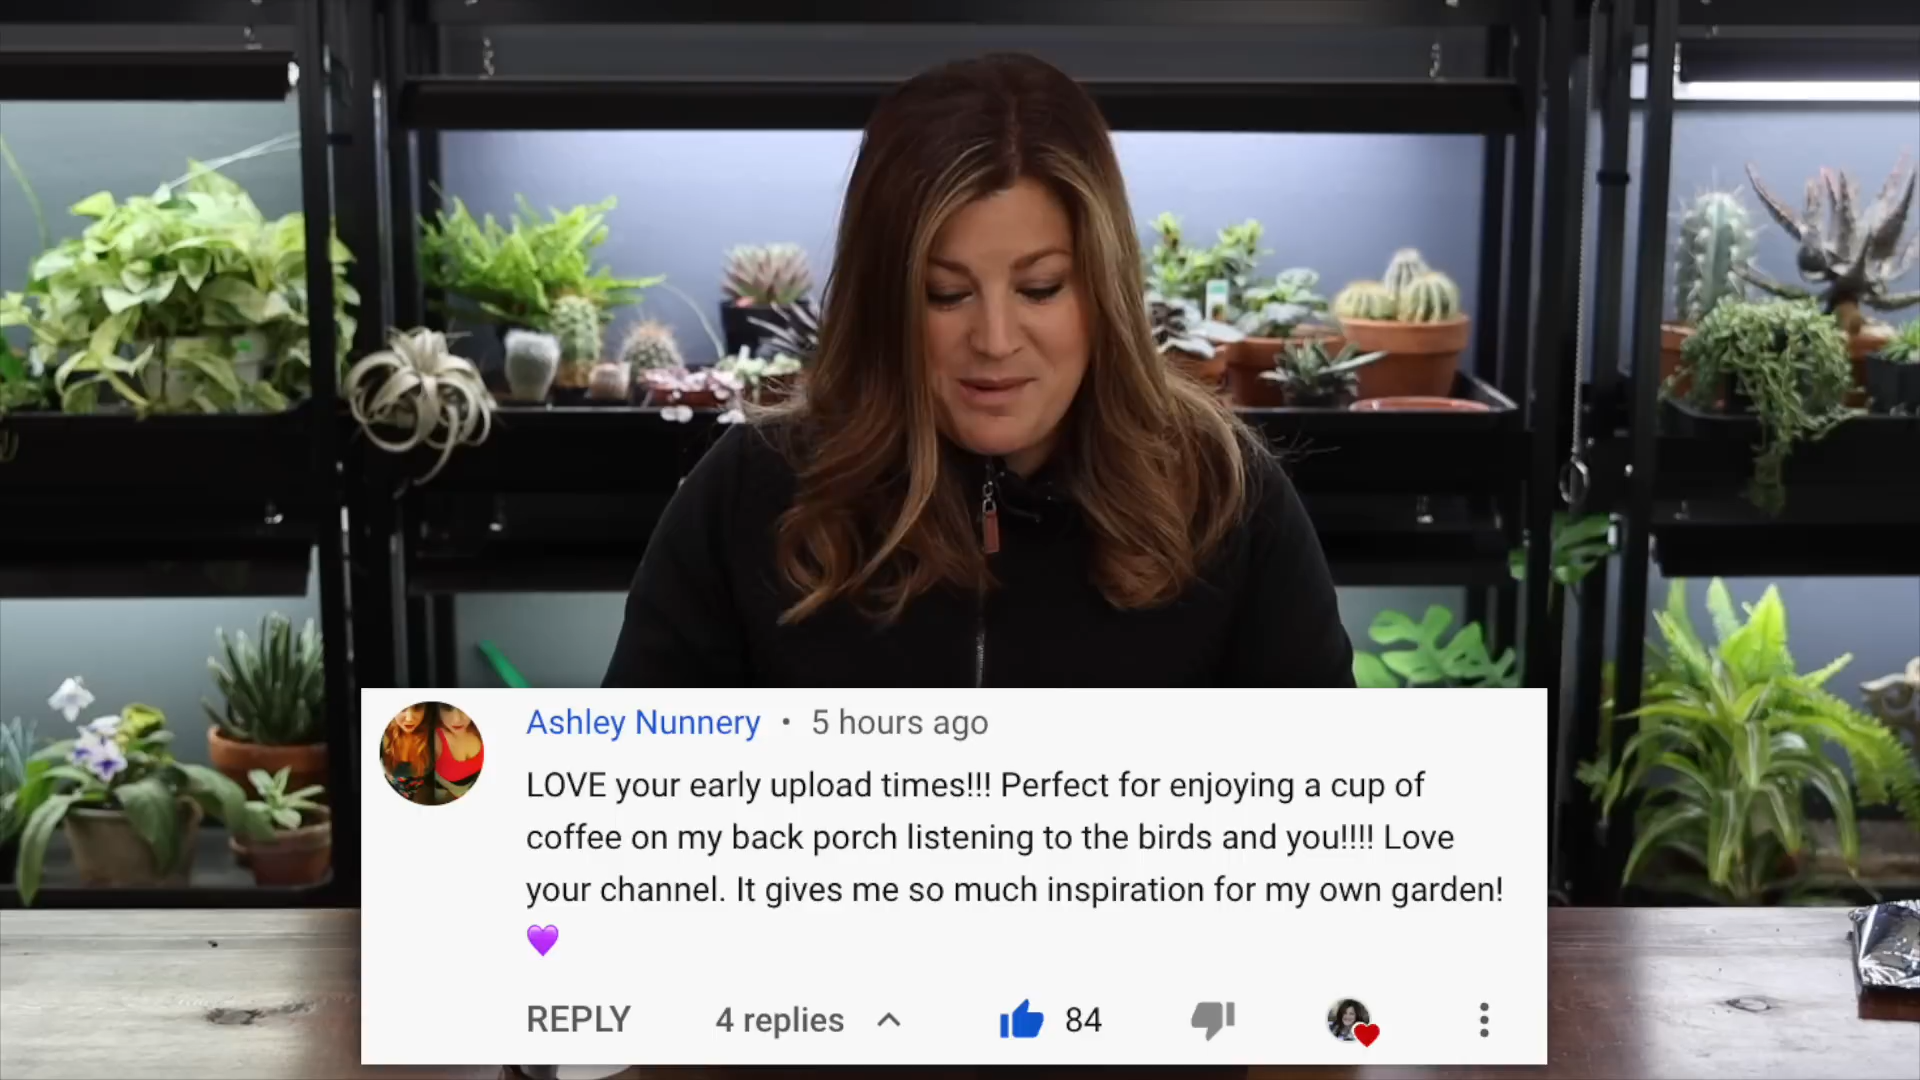 Ashley Nunnery • 5 hours ago
LOVE your early upload times!!! Perfect for enjoying a cup of
coffee on my back porch listening to the birds and you!!!! Love
your channel. It gives me so much inspiration for my own garden!
💜
REPLY 4 replies 84